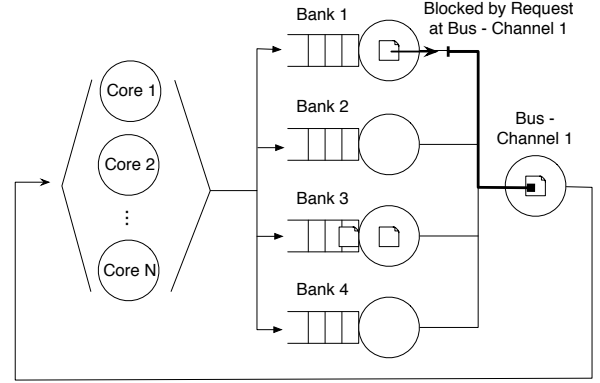 Bank 1
Blocked by Request
at Bus - Channel 1
Core 1
Bank 2
Bus -
Channel 1
Core 2
Bank 3
...
Core N
Bank 4